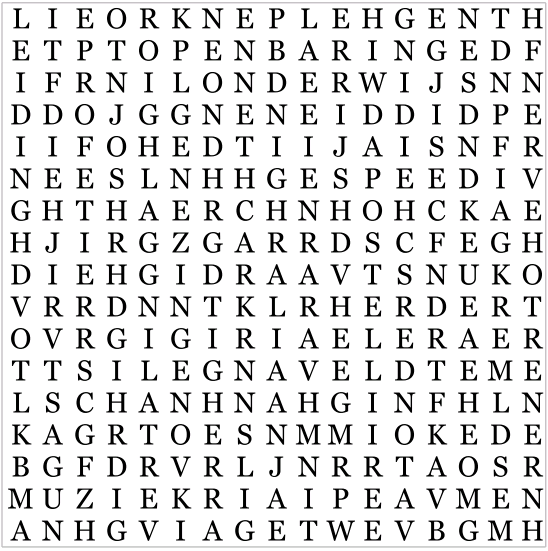 L I E O R K N E P L E H G E N T H
E T P T O P E N B A R I N G E D F
I F R N I L O N D E R W I J S N N
D D O J G G N E N E I D D I D P E
I I F O H E D T I I J A I S N F R
N E E S L N H H G E S P E E D I V
G H T H A E R C H N H O H C K A E
H J I R G Z G A R R D S C F E G H
D I E H G I D R A A V T S N U K O
V R R D N N T K L R H E R D E R T
O V R G I G I R I A E L E R A E R
T T S I L E G N A V E L D T E M E
L S C H A N H N A H G I N F H L N
K A G R T O E S N M M I O K E D E
B G F D R V R L J N R R T A O S R
M U Z I E K R I A I P E A V M E N
A N H G V I A G E T W E V B G M H